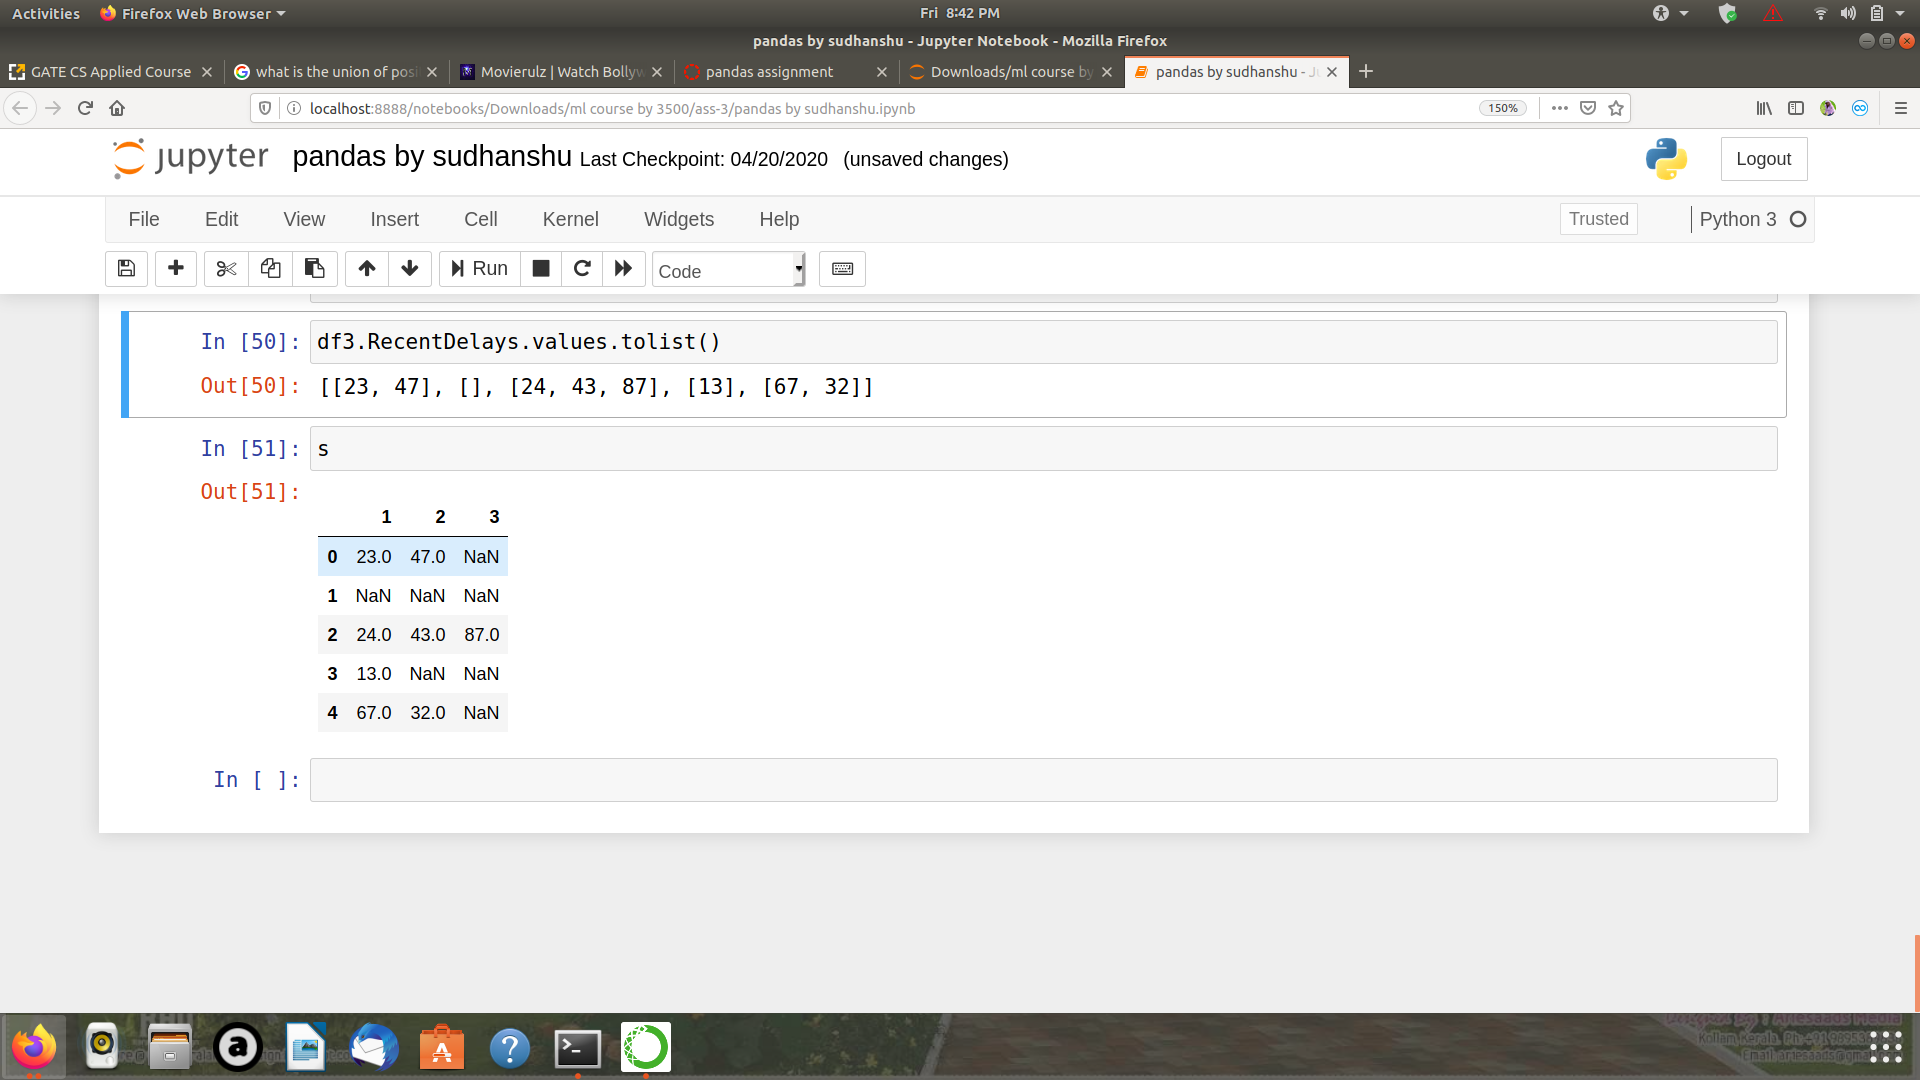 Activities Firefox Web Browser Fri 8:42 PM
pandas by sudhanshu - Jupyter Notebook - Mozilla Firefox
GATE CS Applied Course what is the union of posi Movierulz | Watch Bollyw pandas assignment Downloads/ml course by pandas by sudhanshu - Ju
localhost:8888/notebooks/Downloads/ml course by 3500/ass-3/pandas by sudhanshu.ipynb 150%
jupyter pandas by sudhanshu Last Checkpoint: 04/20/2020 (unsaved changes) Logout
File Edit View Insert Cell Kernel Widgets Help Trusted Python 3
Run Code
In [50]: df3.RecentDelays.values.tolist()
Out[50]: [[23, 47], [], [24, 43, 87], [13], [67, 32]]
In [51]: s
Out[51]:
1 2 3
0 23.0 47.0 NaN
1 NaN NaN NaN
2 24.0 43.0 87.0
3 13.0 NaN NaN
4 67.0 32.0 NaN
In [ ]: